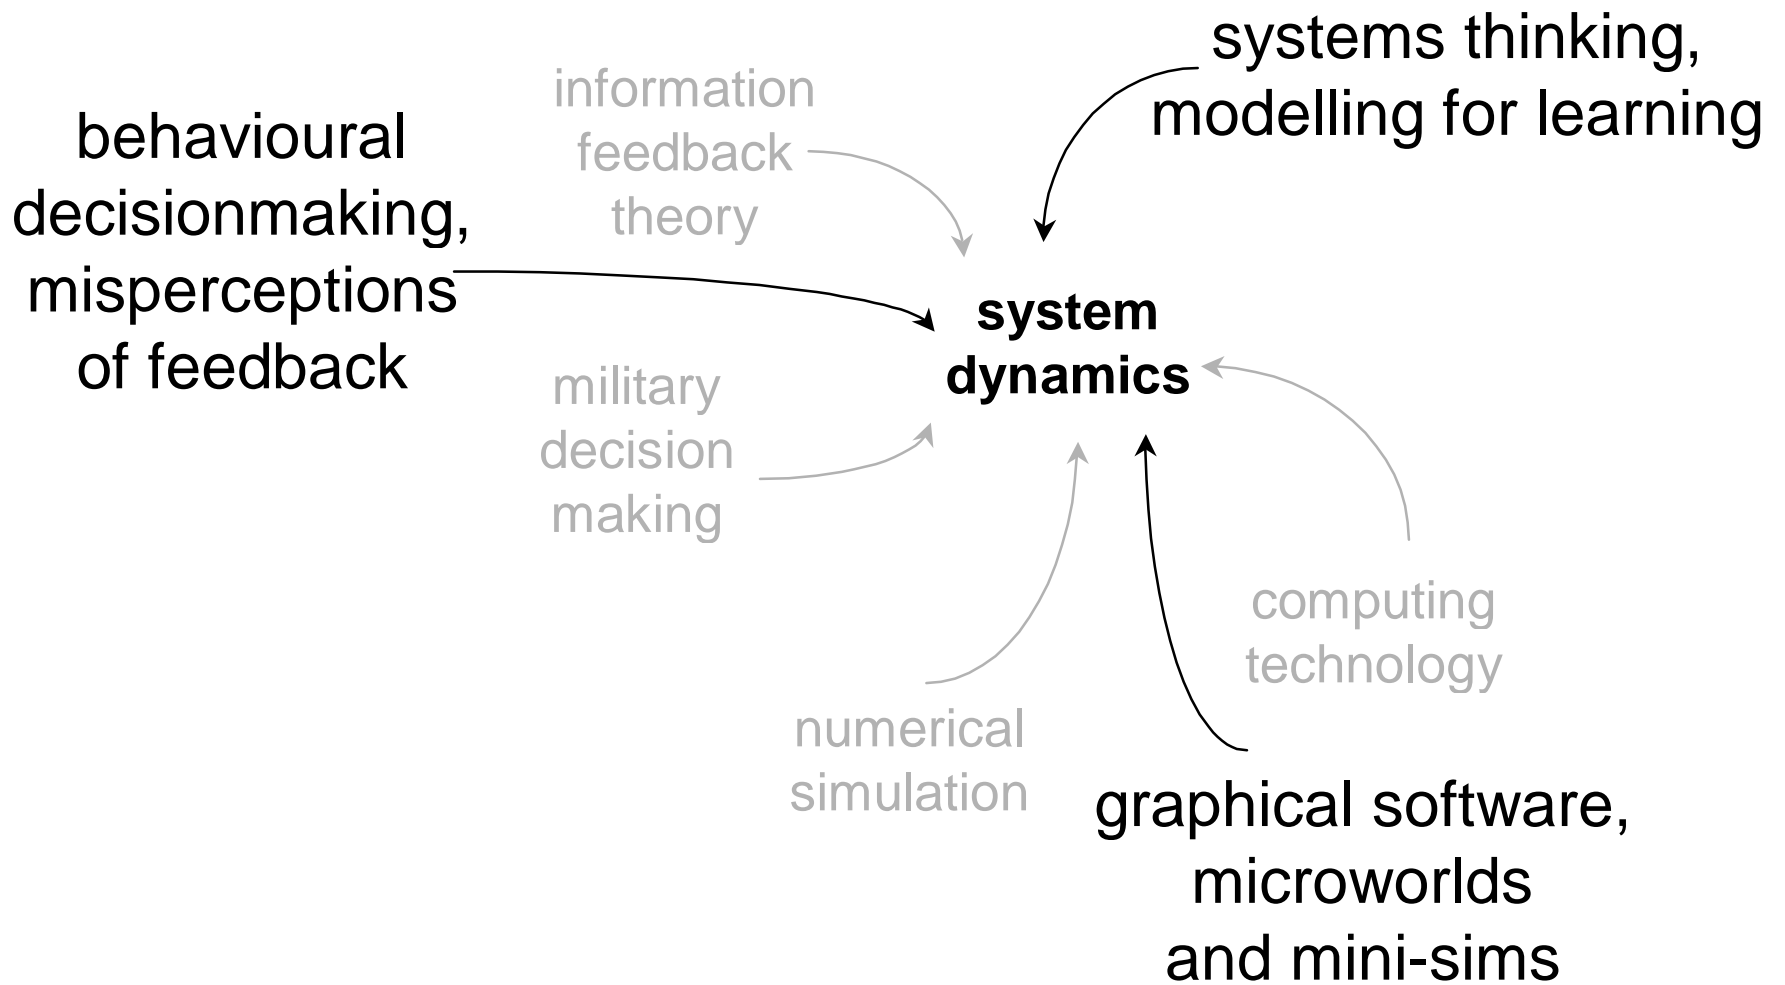 systems thinking,
modelling for learning
information
feedback
theory
behavioural
decisionmaking,
misperceptions
of feedback
system
dynamics
military
decision
making
computing
technology
numerical
simulation
graphical software,
microworlds
and mini-sims